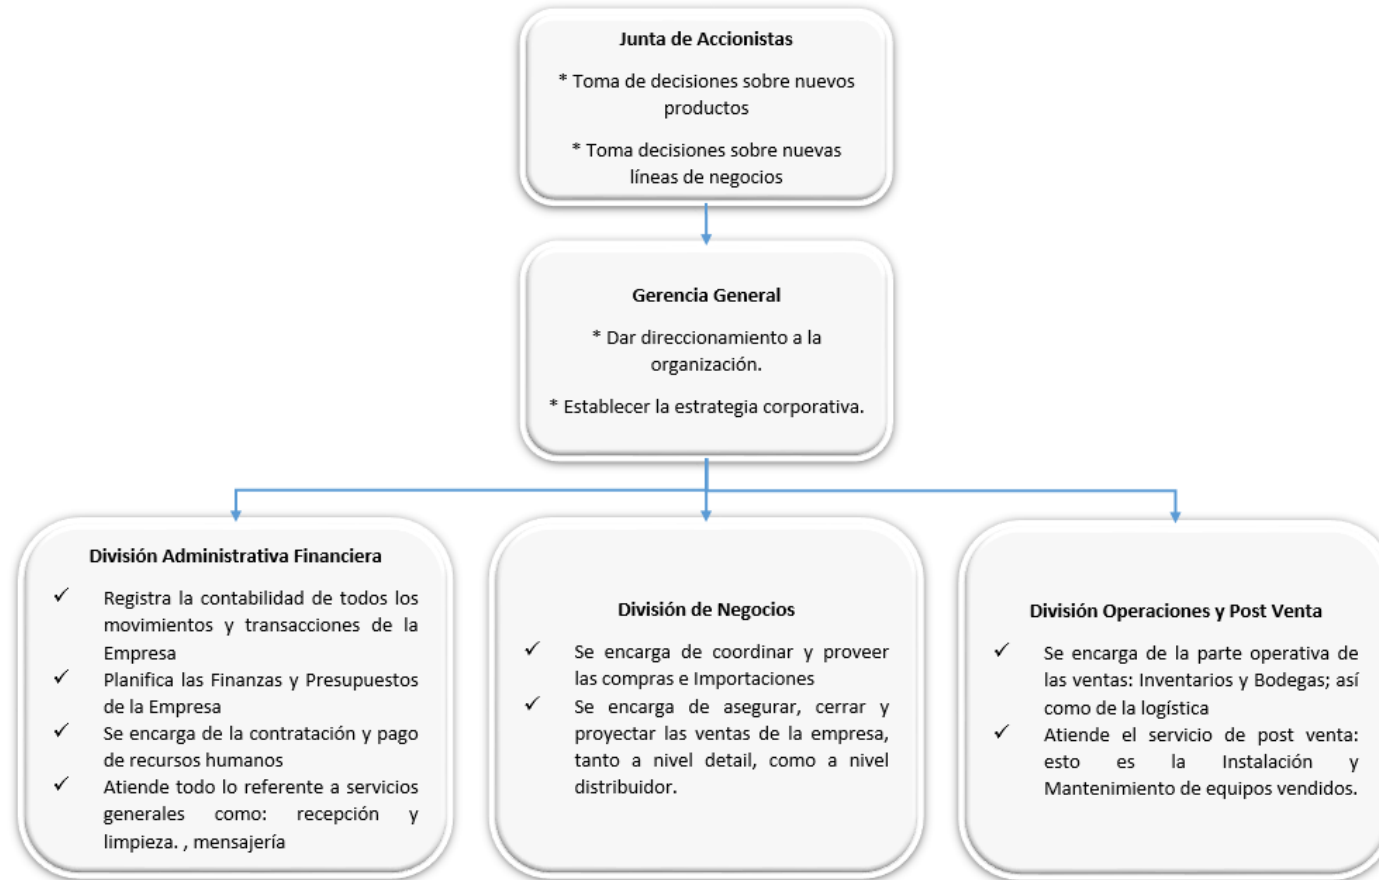 Junta de Accionistas
* Toma de decisiones sobre nuevos
productos
* Toma decisiones sobre nuevas
líneas de negocios
Gerencia General
* Dar direccionamiento a la
organización.
* Establecer la estrategia corporativa.
División Administrativa Financiera
✓ Registra la contabilidad de todos los
movimientos y transacciones de la
Empresa
✓ Planifica las Finanzas y Presupuestos
de la Empresa
✓ Se encarga de la contratación y pago
de recursos humanos
✓ Atiende todo lo referente a servicios
generales como: recepción y
limpieza. , mensajería
División de Negocios
✓ Se encarga de coordinar y proveer
las compras e Importaciones
✓ Se encarga de asegurar, cerrar y
proyectar las ventas de la empresa,
tanto a nivel detail, como a nivel
distribuidor.
División Operaciones y Post Venta
✓ Se encarga de la parte operativa de
las ventas: Inventarios y Bodegas; así
como de la logística
✓ Atiende el servicio de post venta:
esto es la Instalación y
Mantenimiento de equipos vendidos.